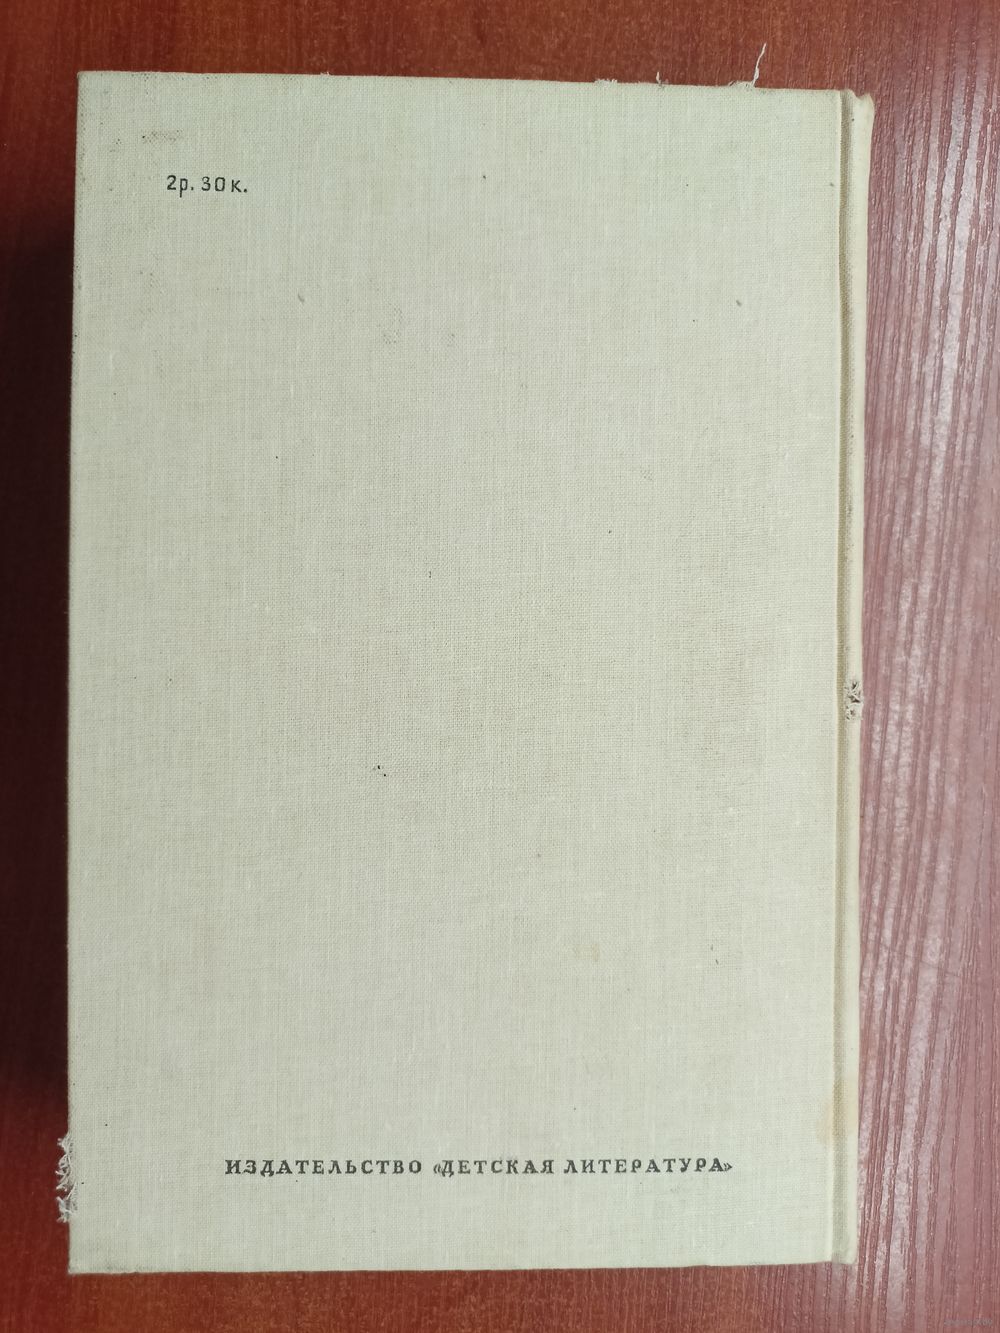 2р. 30к.
ИЗДАТЕЛЬСТВО «ДЕТСКАЯ ЛИТЕРАТУРА»